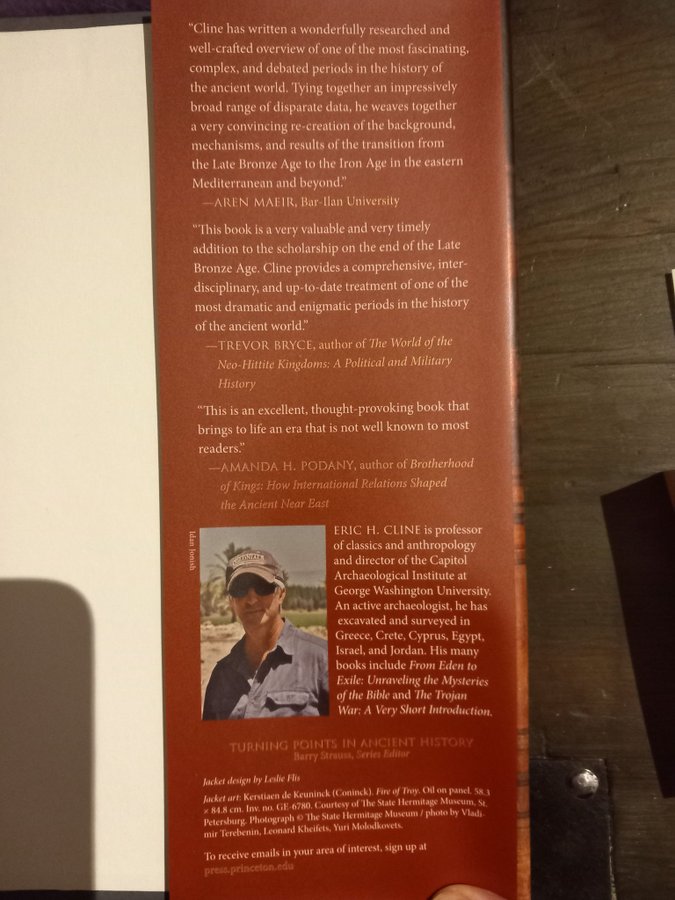 “Cline has written a wonderfully researched and
well-crafted overview of one of the most fascinating,
complex, and debated periods in the history of
the ancient world. Tying together an impressively
broad range of disparate data, he weaves together
a very convincing re-creation of the background,
mechanisms, and results of the transition from
the Late Bronze Age to the Iron Age in the eastern
Mediterranean and beyond.”
—AREN MAEIR, Bar-Ilan University
“This book is a very valuable and very timely
addition to the scholarship on the end of the Late
Bronze Age. Cline provides a comprehensive, inter-
disciplinary, and up-to-date treatment of one of the
most dramatic and enigmatic periods in the history
of the ancient world.”
—TREVOR BRYCE, author of The World of the
Neo-Hittite Kingdoms: A Political and Military
History
“This is an excellent, thought-provoking book that
brings to life an era that is not well known to most
readers.”
—AMANDA H. PODANY, author of Brotherhood
of Kings: How International Relations Shaped
the Ancient Near East
Idan Jonish
ERIC H. CLINE is professor
of classics and anthropology
and director of the Capitol
Archaeological Institute at
George Washington University.
An active archaeologist, he has
excavated and surveyed in
Greece, Crete, Cyprus, Egypt,
Israel, and Jordan. His many
books include From Eden to
Exile: Unraveling the Mysteries
of the Bible and The Trojan
War: A Very Short Introduction.
TURNING POINTS IN ANCIENT HISTORY
Barry Strauss, Series Editor
Jacket design by Leslie Flis
Jacket art: Kerstiaen de Keuninck (Coninck). Fire of Troy. Oil on panel. 58.3
× 84.8 cm. Inv. no. GE-6780. Courtesy of The State Hermitage Museum, St.
Petersburg. Photograph © The State Hermitage Museum / photo by Vladi-
mir Terebenin, Leonard Kheifets, Yuri Molodkovets.
To receive emails in your area of interest, sign up at
press.princeton.edu